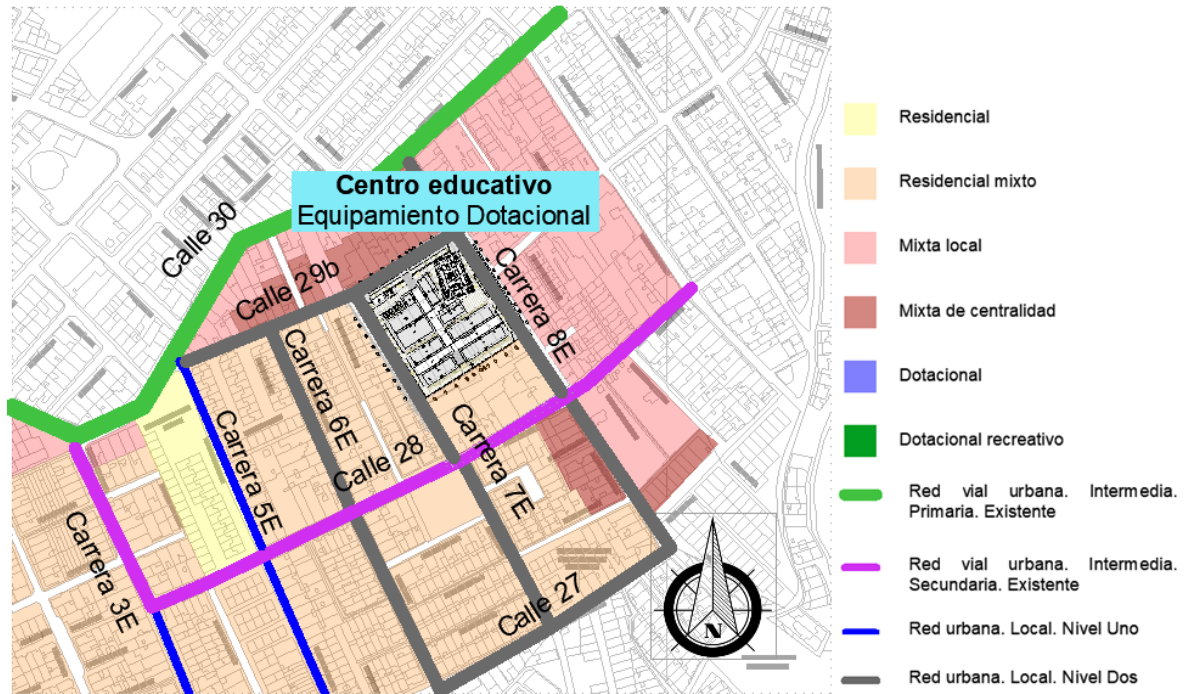 Centro educativo
Equipamiento Dotacional
Calle 30
Calle 29b
Carrera 8E
Carrera 6E
Carrera 5E
Calle 28
Carrera 7E
Carrera 3E
Calle 27
N
Residencial
Residencial mixto
Mixta local
Mixta de centralidad
Dotacional
Dotacional recreativo
Red vial urbana. Intermedia.
Primaria. Existente
Red vial urbana. Intermedia.
Secundaria. Existente
Red urbana. Local. Nivel Uno
Red urbana. Local. Nivel Dos